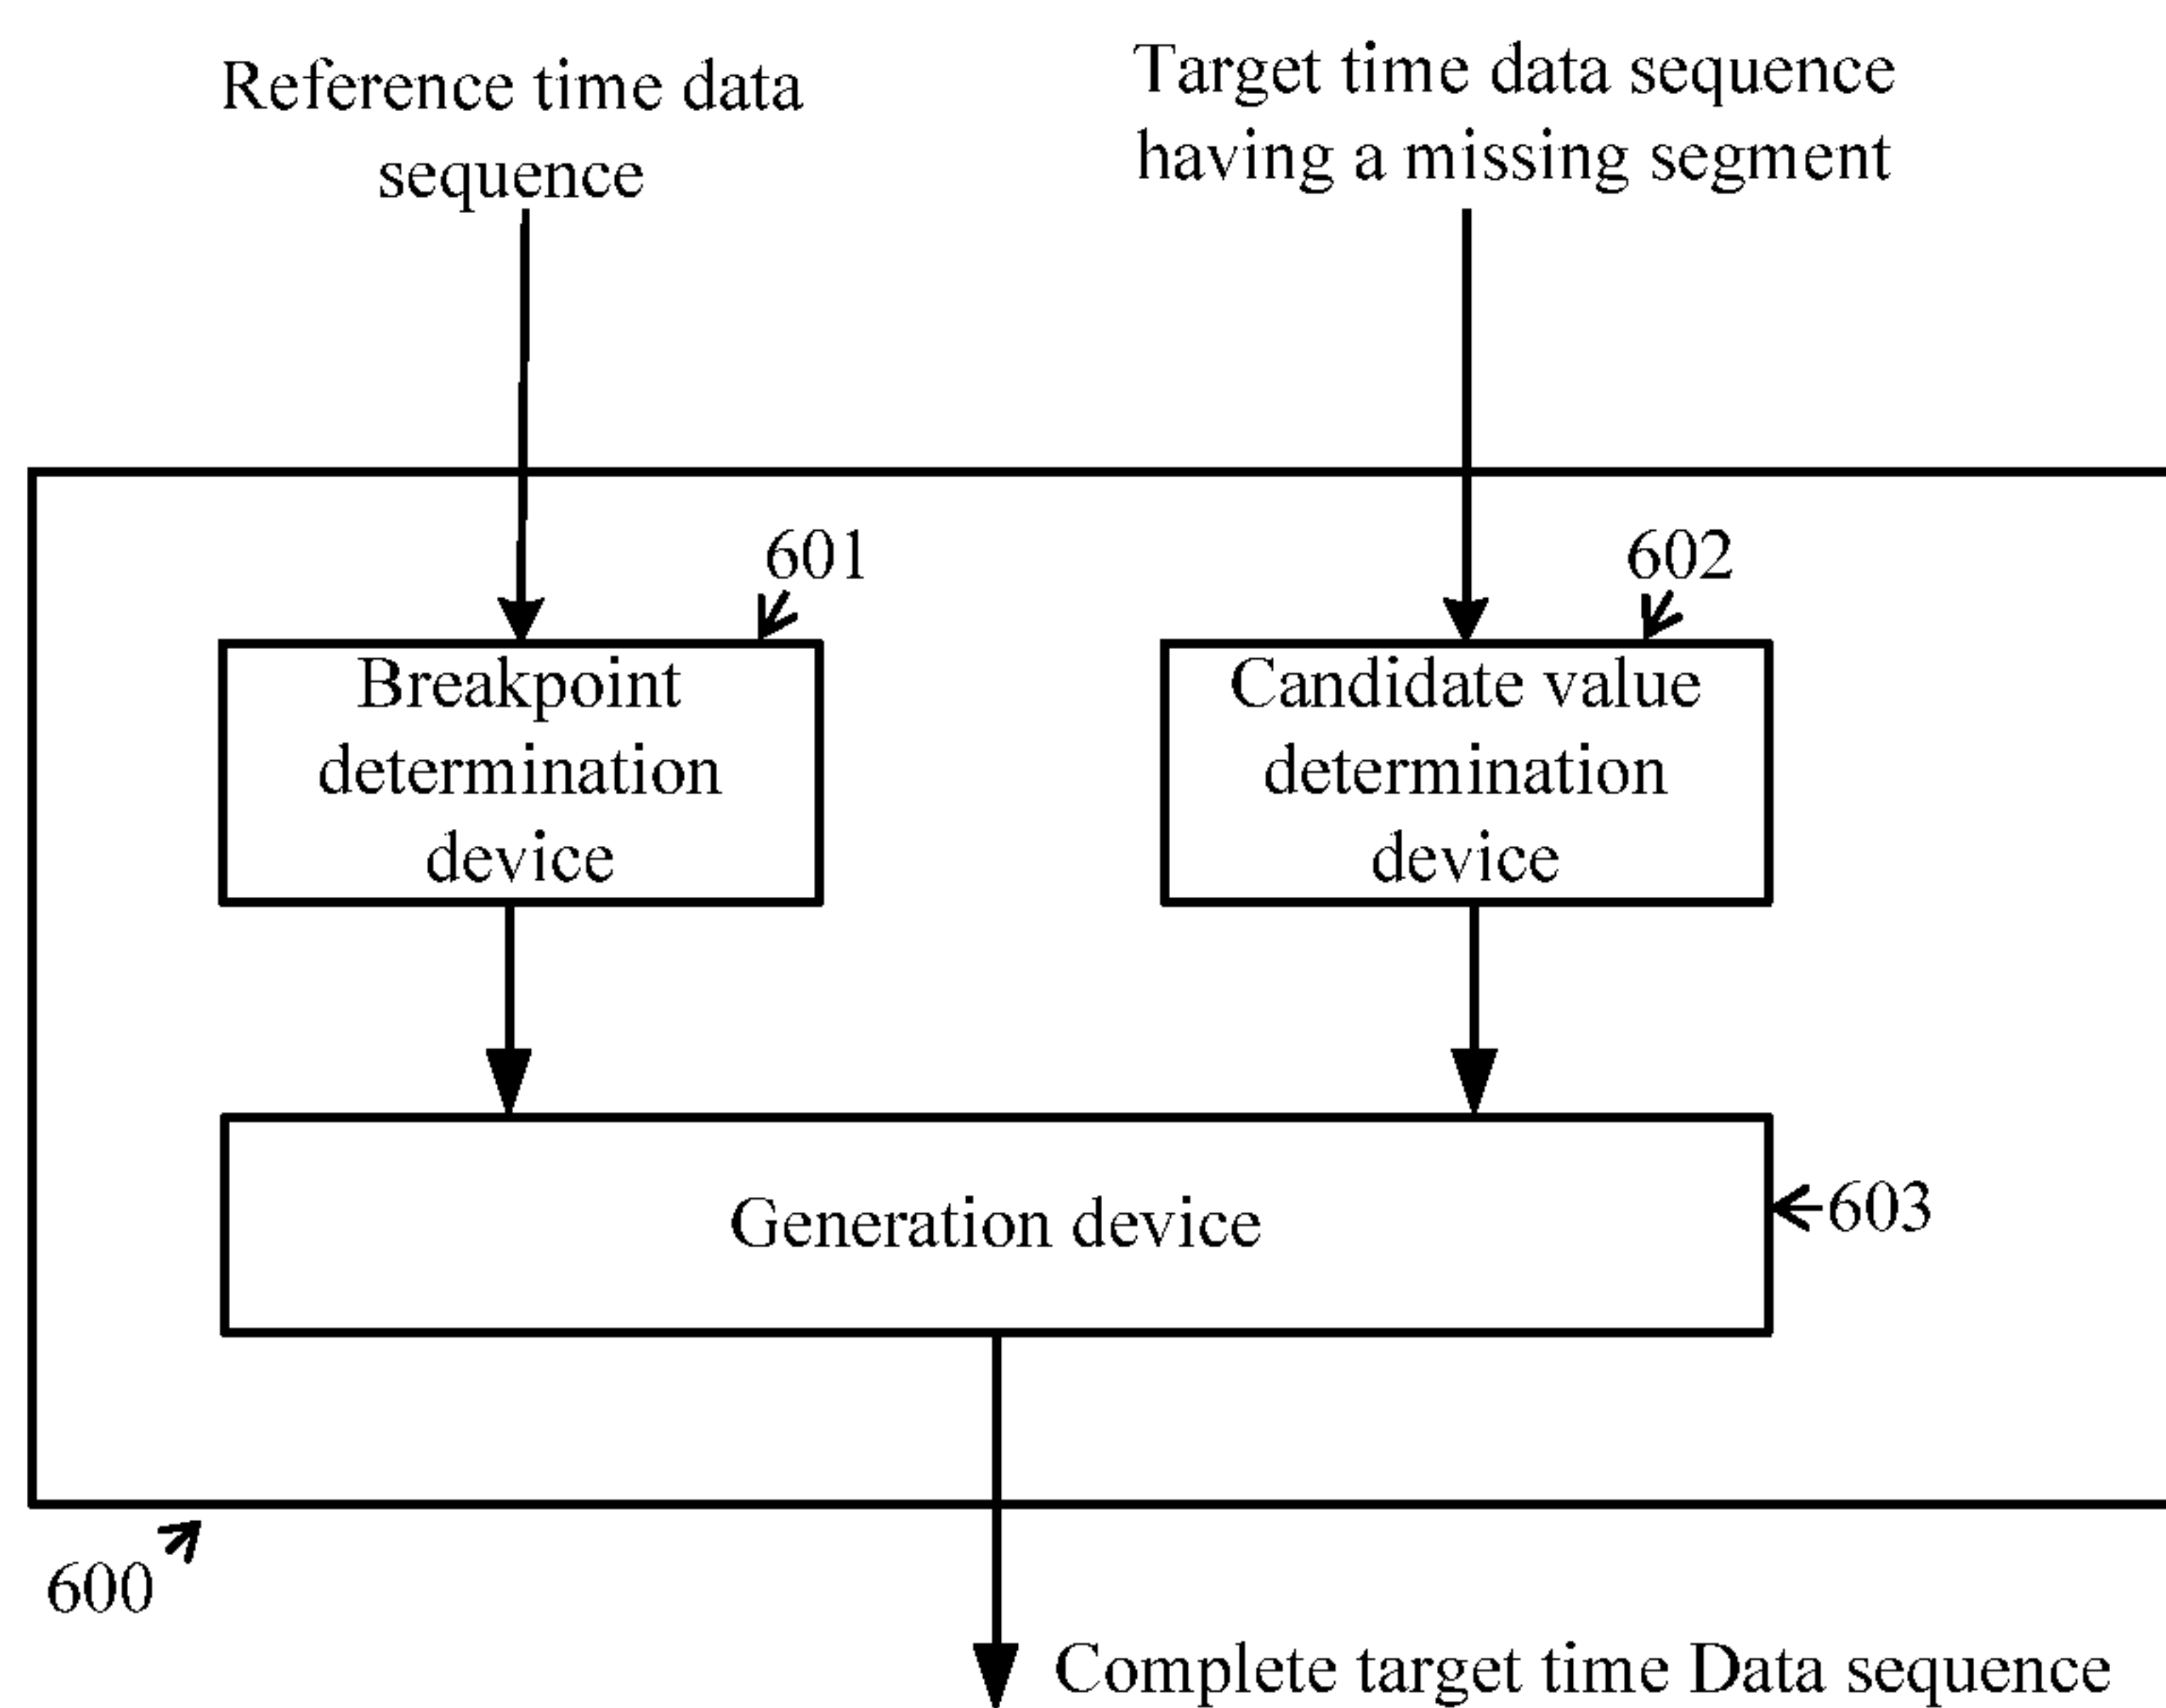 Reference time data
sequence
Target time data sequence
having a missing segment
601
602
Breakpoint
determination
device
Candidate value
determination
device
Generation device
603
600
Complete target time Data sequence